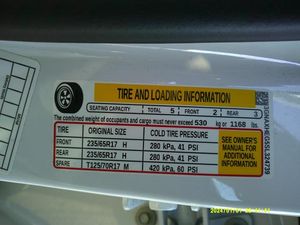 TIRE AND LOADING INFORMATION
SEATING CAPACITY TOTAL 5 FRONT 2 REAR 3
The combined weight of occupants and cargo must never exceed 530 kg or 1168 lbs.
TIRE ORIGINAL SIZE COLD TIRE PRESSURE
FRONT 235/65R17 H 280 kPa, 41 PSI
REAR 235/65R17 H 280 kPa, 41 PSI
SPARE T125/70R17 M 420 kPa, 60 PSI
SEE OWNER'S
MANUAL FOR
ADDITIONAL
INFORMATION